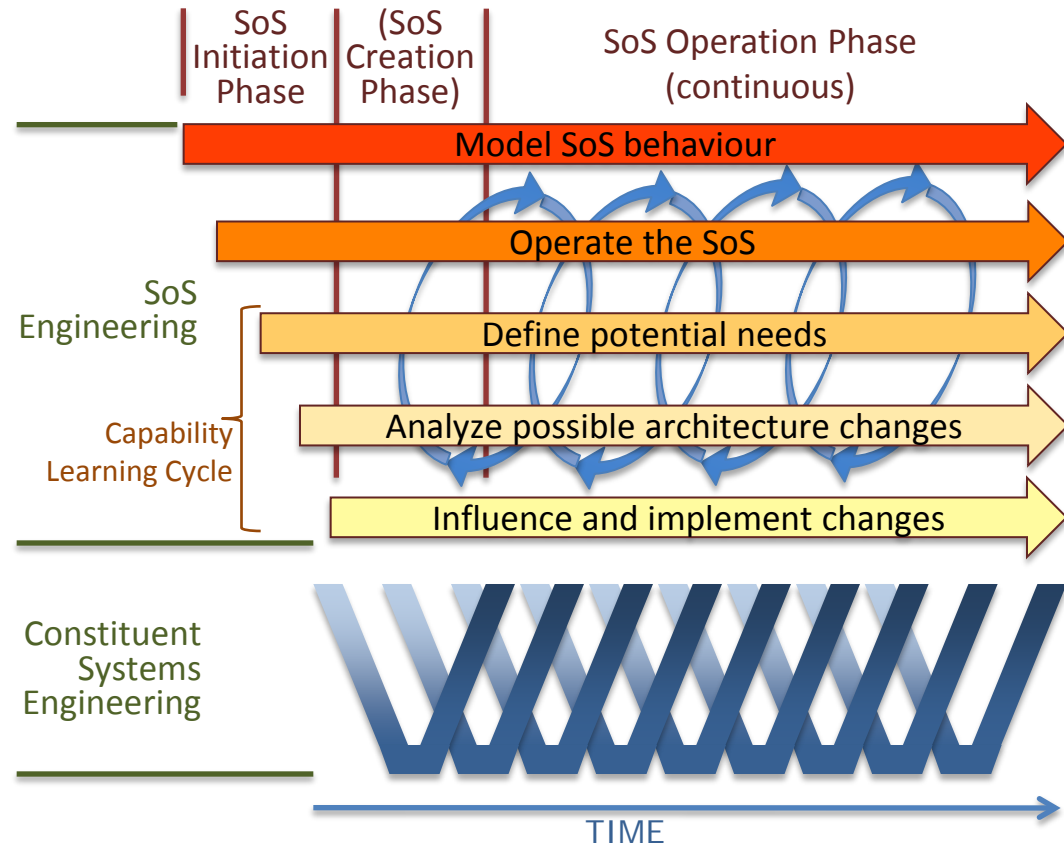 SoS
Initiation
Phase
(SoS
Creation
Phase)
SoS Operation Phase
(continuous)
Model SoS behaviour
Operate the SoS
SoS
Engineering
Define potential needs
Capability
Learning Cycle
Analyze possible architecture changes
Influence and implement changes
Constituent
Systems
Engineering
TIME